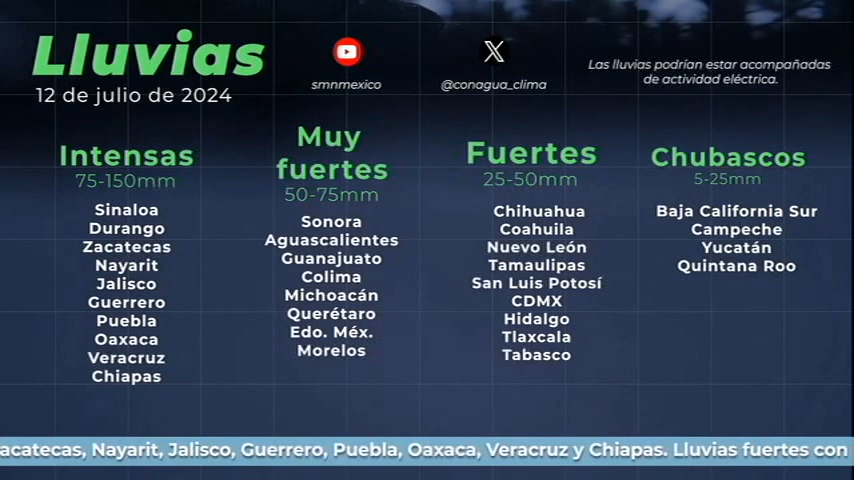 Lluvias
12 de julio de 2024
smnmexico
@conagua_clima
Las lluvias podrían estar acompañadas
de actividad eléctrica.
Intensas
75-150mm
Sinaloa
Durango
Zacatecas
Nayarit
Jalisco
Guerrero
Puebla
Oaxaca
Veracruz
Chiapas
Muy
fuertes
50-75mm
Sonora
Aguascalientes
Guanajuato
Colima
Michoacán
Querétaro
Edo. Méx.
Morelos
Fuertes
25-50mm
Chihuahua
Coahuila
Nuevo León
Tamaulipas
San Luis Potosí
CDMX
Hidalgo
Tlaxcala
Tabasco
Chubascos
5-25mm
Baja California Sur
Campeche
Yucatán
Quintana Roo
acatecas, Nayarit, Jalisco, Guerrero, Puebla, Oaxaca, Veracruz y Chiapas. Lluvias fuertes con